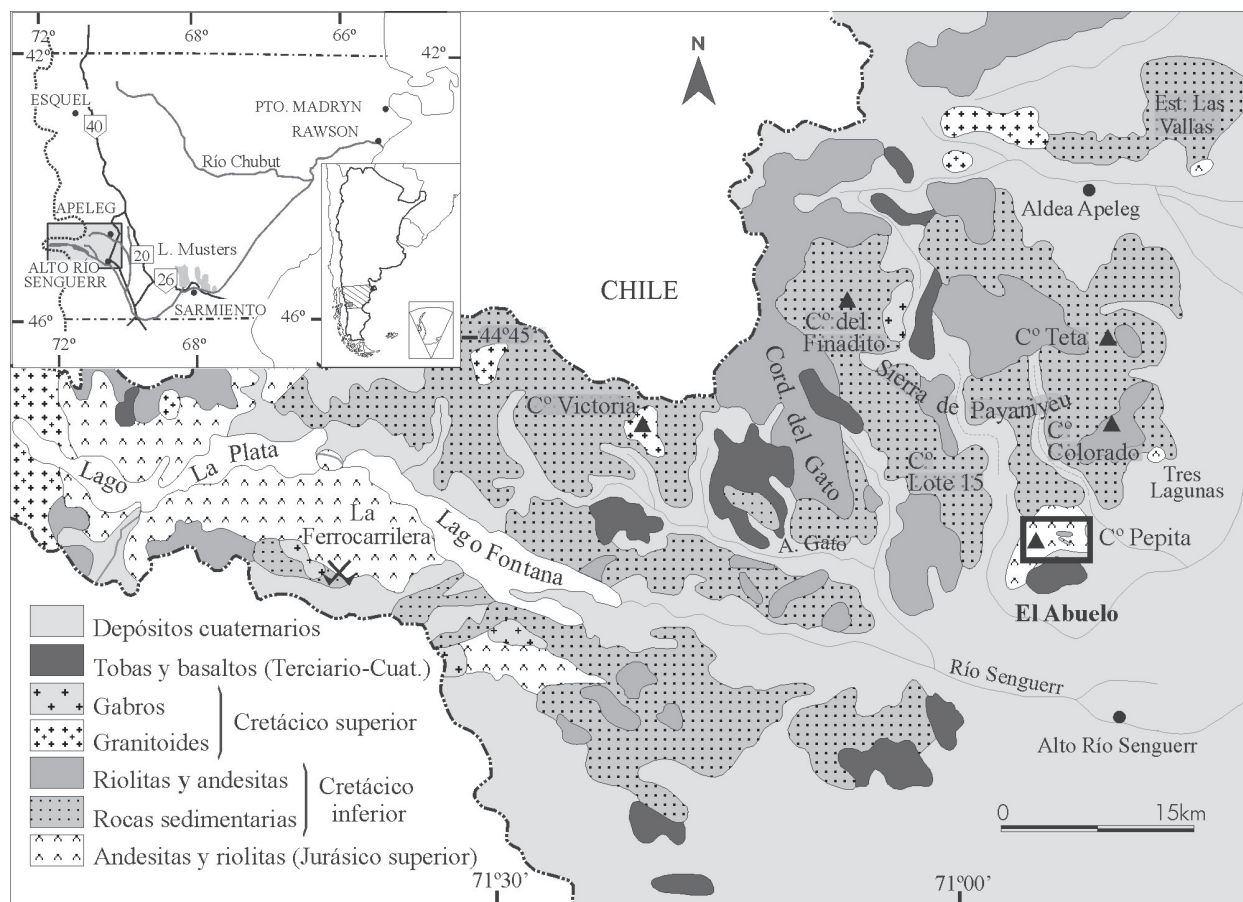 72º
68º
66
42º
42º
ESQUEL
40
PTO. MADRYN
RAWSON
Río Chubut
APELEG
20
L. Musters
ALTO RÍO
SENGUERR
26
SARMIENTO
46º
46º
72º
68º
N
CHILE
44º45'
Est. Las
Vallas
Aldea Apeleg
Cº del
Finadito
Cº Teta
Sierra de Payaniyeu
Cord. del Gato
Cº Victoria
Cº
Colorado
Cº
Lote 15
Tres
Lagunas
Lago La Plata
La
Ferrocarrilera
Lago Fontana
A. Gato
Cº Pepita
El Abuelo
Río Senguerr
Alto Río Senguerr
Depósitos cuaternarios
Tobas y basaltos (Terciario-Cuat.)
Gabros
Granitoides
Cretácico superior
Riolitas y andesitas
Rocas sedimentarias
Cretácico
inferior
Andesitas y riolitas (Jurásico superior)
0 15km
71º30'
71º00'